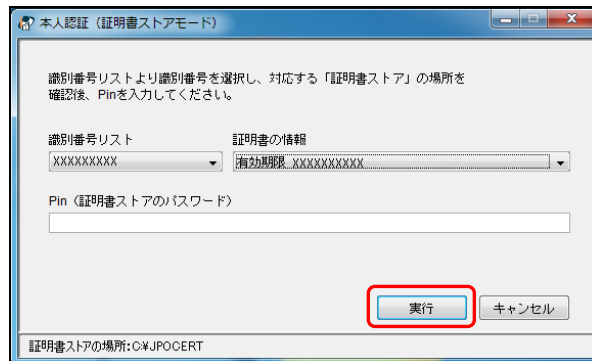 本人認証（証明書ストアモード）
識別番号リストより識別番号を選択し、対応する「証明書ストア」の場所を
確認後、Pinを入力してください。
識別番号リスト 証明書の情報
XXXXXXXXX 有効期限 XXXXXXXXXX
Pin（証明書ストアのパスワード）
実行 キャンセル
証明書ストアの場所:C:¥JPOCERT